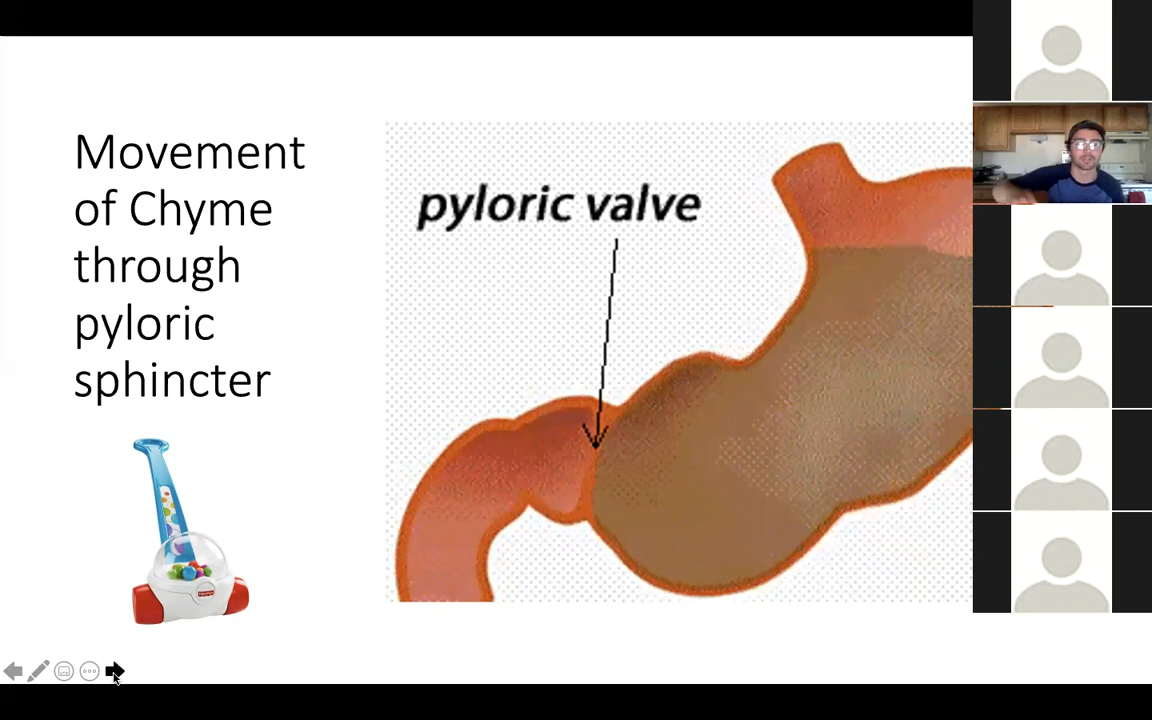 Movement
of Chyme
through
pyloric
sphincter
pyloric valve